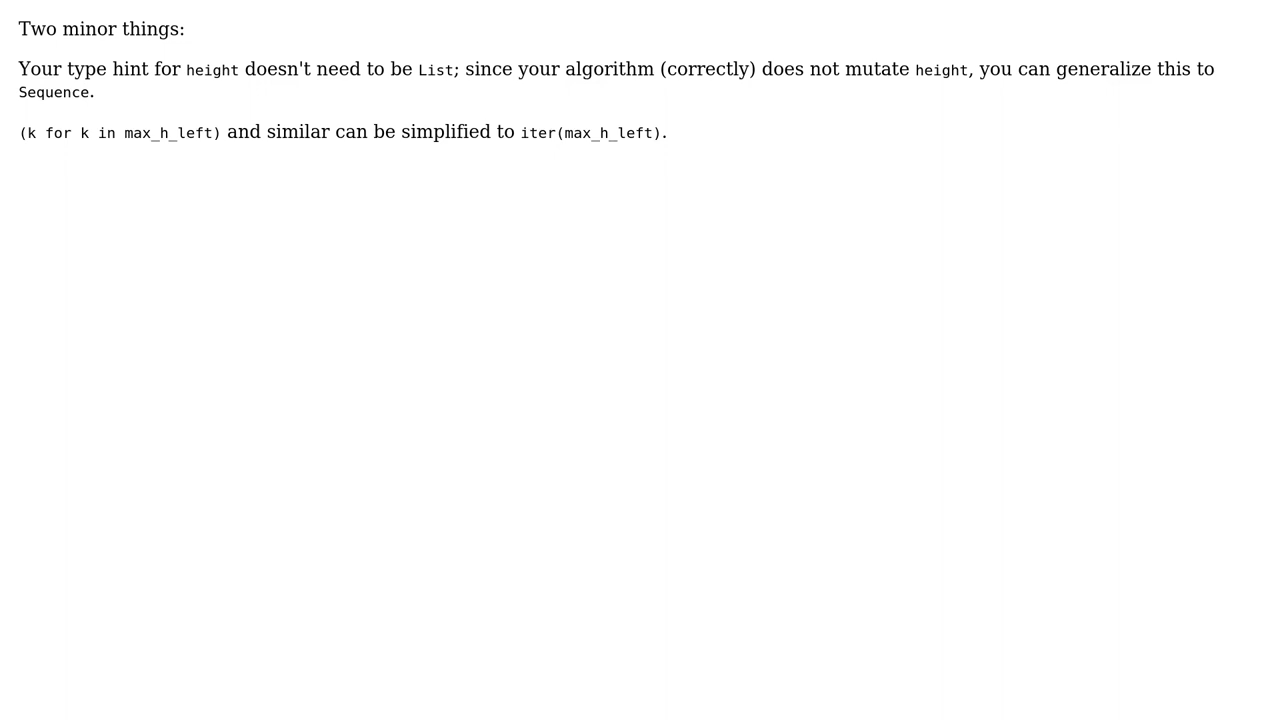 Two minor things:
Your type hint for height doesn't need to be List; since your algorithm (correctly) does not mutate height, you can generalize this to
Sequence.
(k for k in max_h_left) and similar can be simplified to iter(max_h_left).